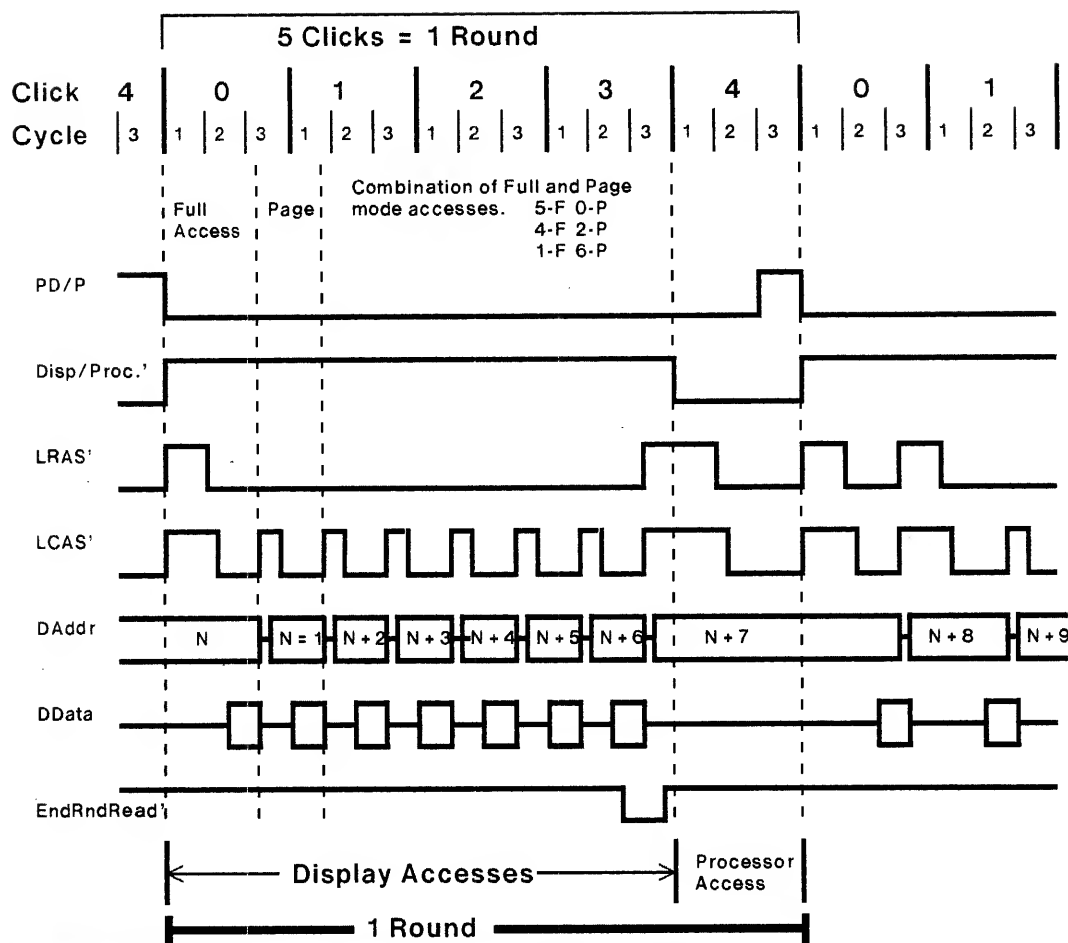 5 Clicks = 1 Round
Click 4 0 1 2 3 4 0 1
Cycle 3 1 2 3 1 2 3 1 2 3 1 2 3 1 2 3 1 2 3 1 2 3
Full
Access
Page
Combination of Full and Page
mode accesses. 5-F 0-P
4-F 2-P
1-F 6-P
PD/P
Disp/Proc.'
LRAS'
LCAS'
DAddr N N = 1 N + 2 N + 3 N + 4 N + 5 N + 6 N + 7 N + 8 N + 9
DData
EndRndRead'
Display Accesses
Processor
Access
1 Round